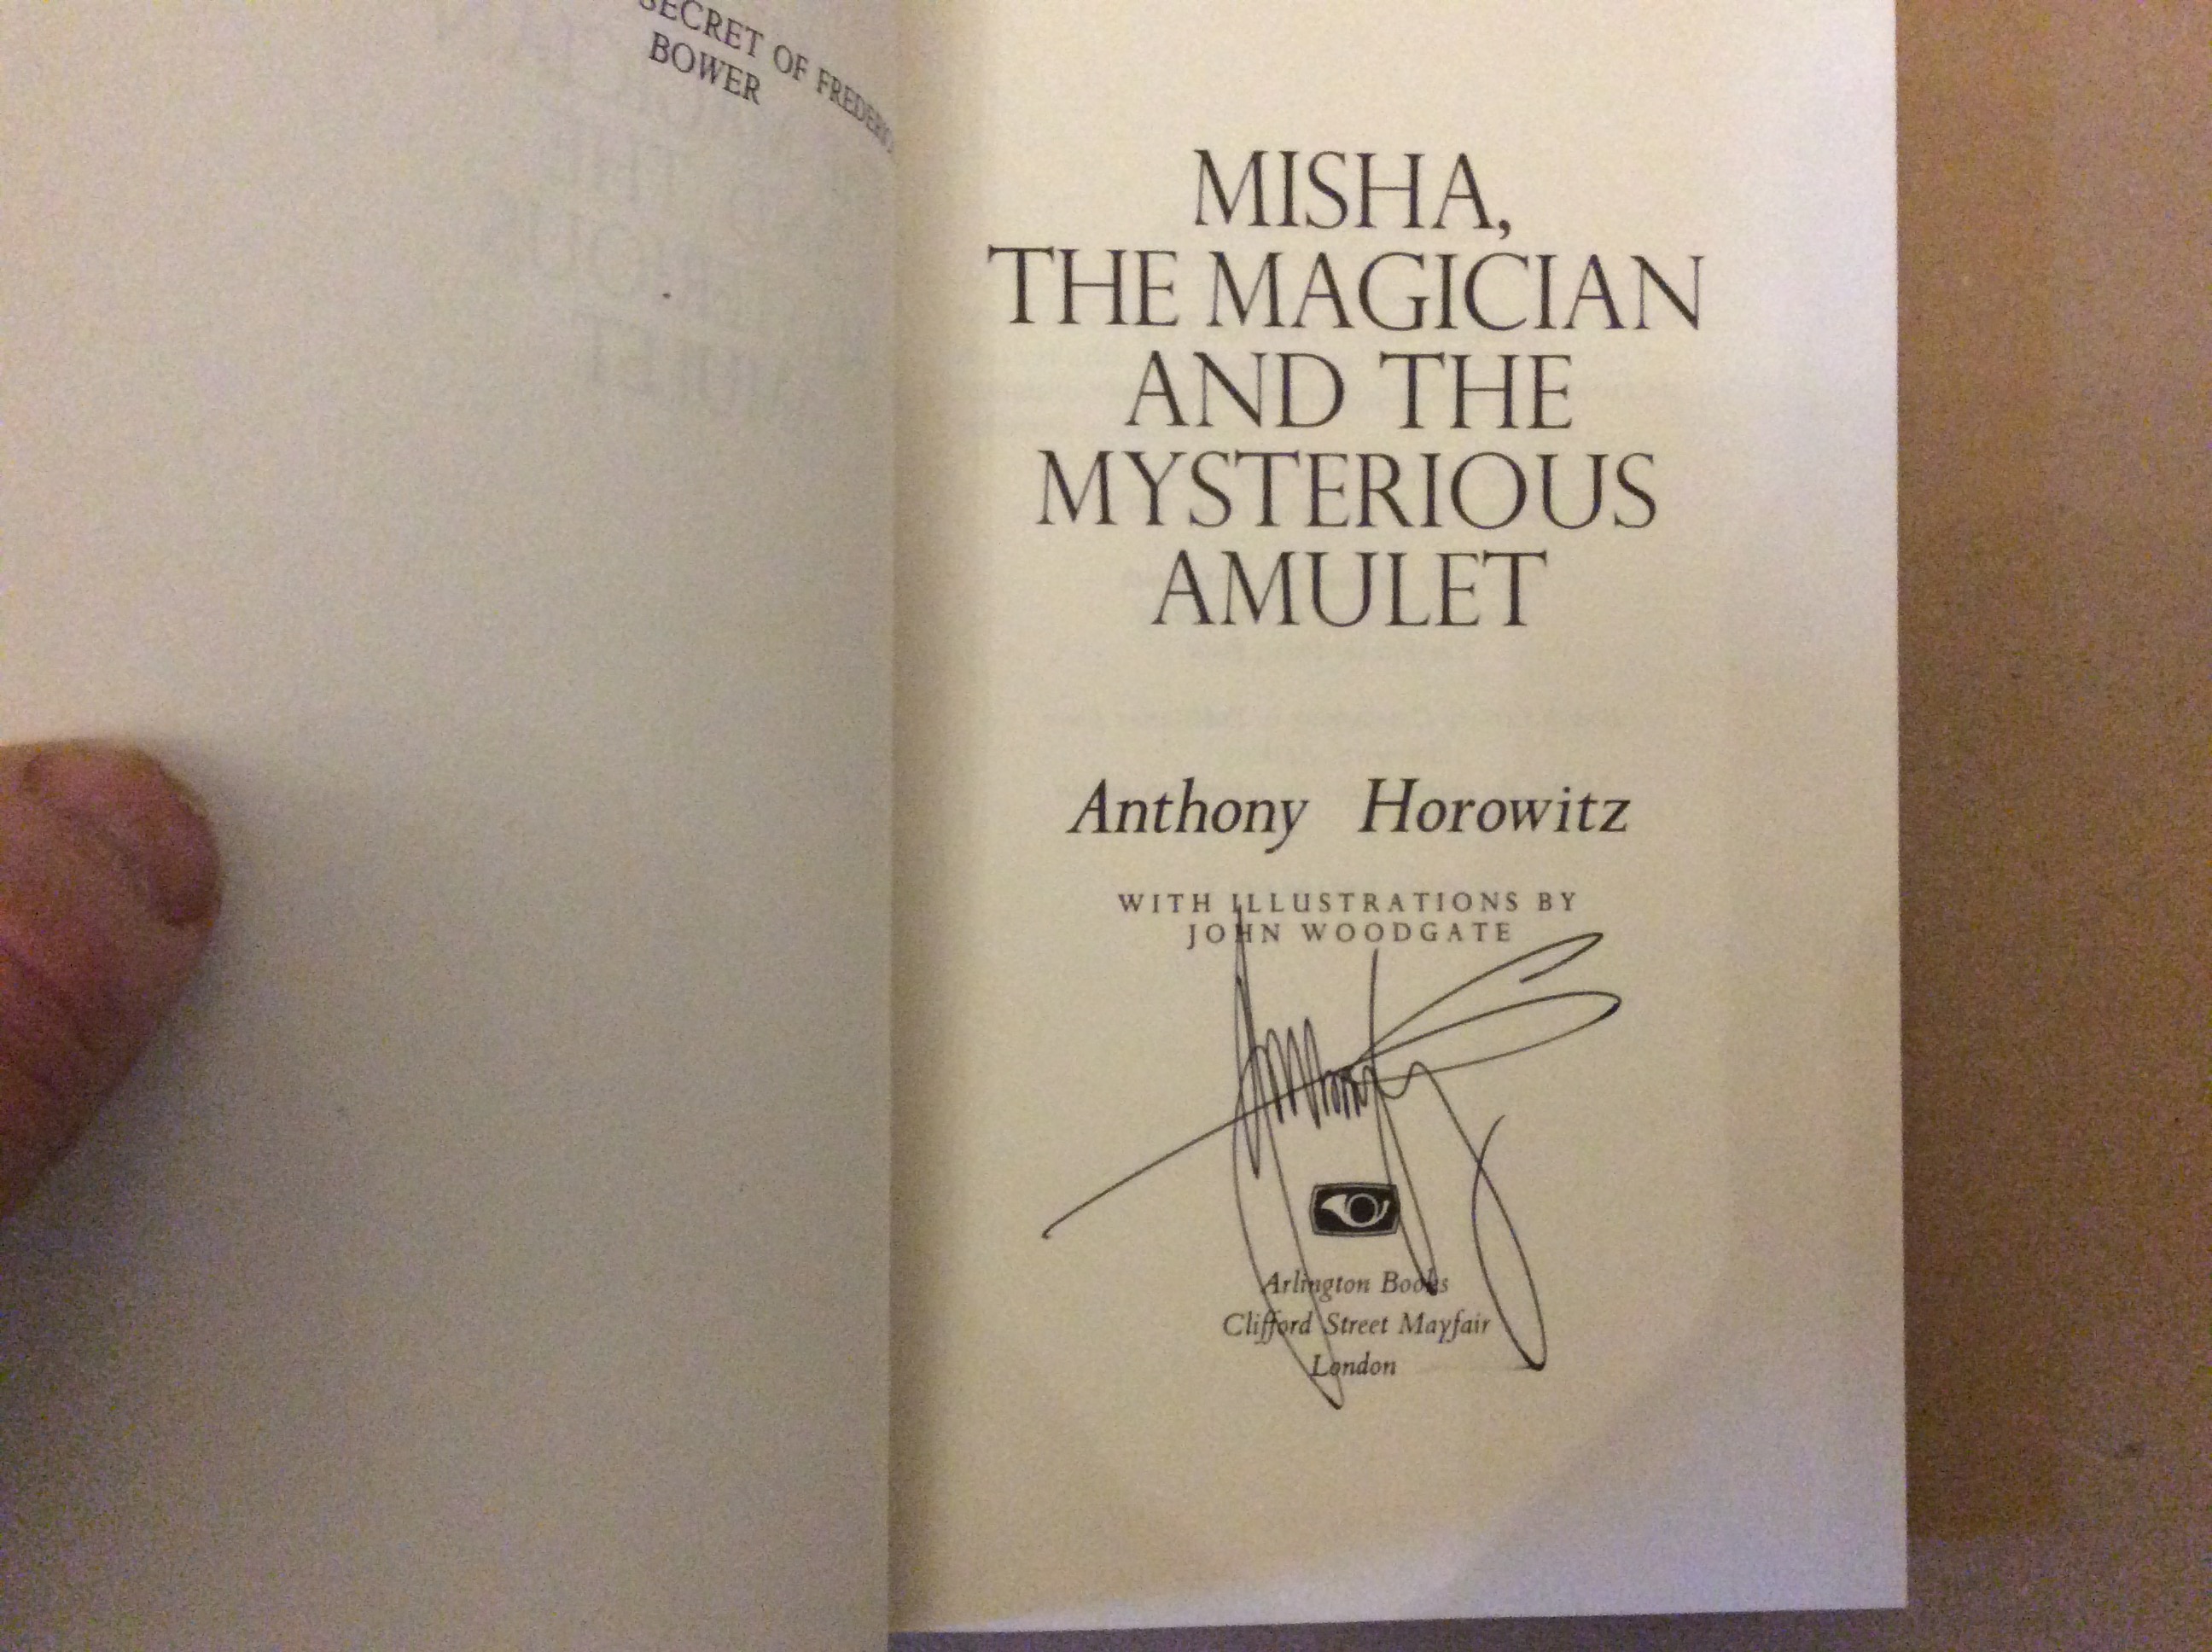 SECRET OF FREDERICK
BOWER
MISHA,
THE MAGICIAN
AND THE
MYSTERIOUS
AMULET
Anthony Horowitz
WITH ILLUSTRATIONS BY
JOHN WOODGATE
Arlington Books
Clifford Street Mayfair
London